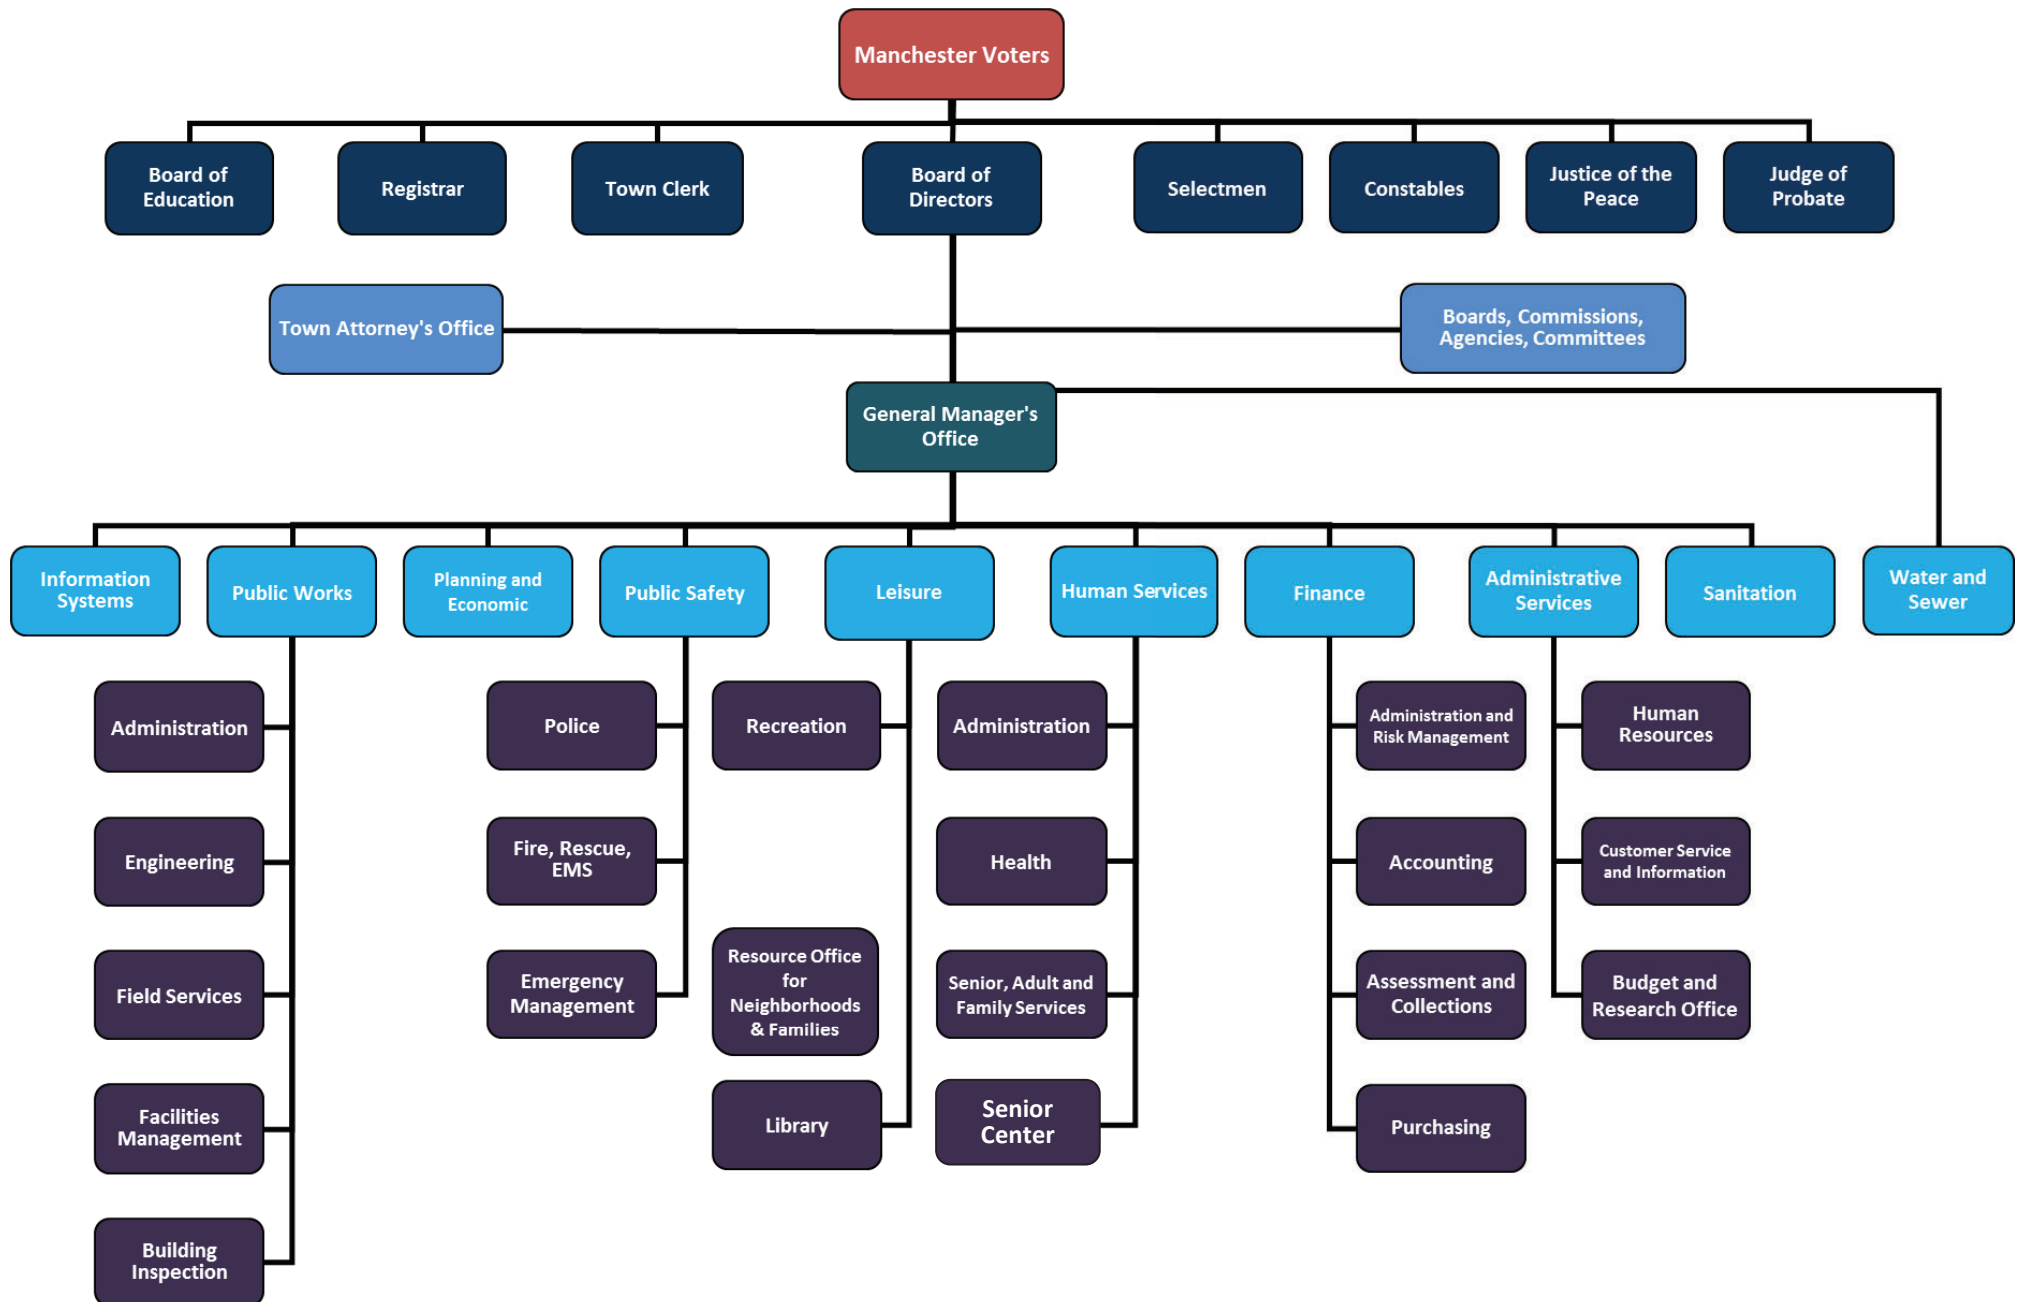 Manchester Voters
Board of
Education
Registrar
Town Clerk
Board of
Directors
Selectmen
Constables
Justice of the
Peace
Judge of
Probate
Town Attorney's Office
Boards, Commissions,
Agencies, Committees
General Manager's
Office
Information
Systems
Public Works
Planning and
Economic
Public Safety
Leisure
Human Services
Finance
Administrative
Services
Sanitation
Water and
Sewer
Administration
Engineering
Field Services
Facilities
Management
Building
Inspection
Police
Fire, Rescue,
EMS
Emergency
Management
Recreation
Resource Office
for
Neighborhoods
& Families
Library
Administration
Health
Senior, Adult and
Family Services
Senior
Center
Administration and
Risk Management
Accounting
Assessment and
Collections
Purchasing
Human
Resources
Customer Service
and Information
Budget and
Research Office